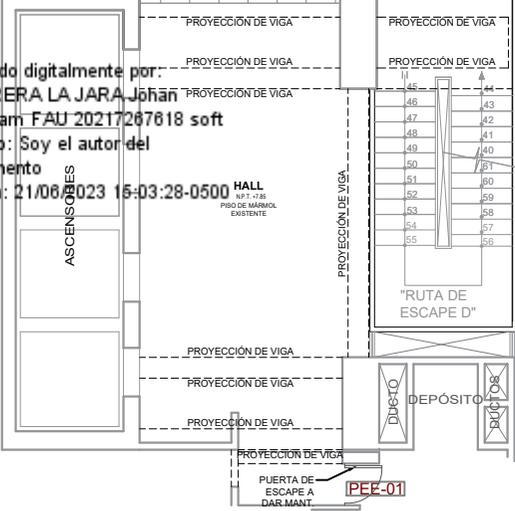 PROYECCIÓN DE VIGA
PROYECCIÓN DE VIGA
PROYECCIÓN DE VIGA
PROYECCIÓN DE VIGA
PROYECCIÓN DE VIGA
do digitalmente por:
RERA LA JARA Johan
am FAU 20217267618 soft
o: Soy el autor del
mento
a: 21/06/2023 15:03:28-0500
ASCENSORES
HALL
N.P.T. +7.85
PISO DE MÁRMOL
EXISTENTE
PROYECCIÓN DE VIGA
45
46
47
48
49
50
51
52
53
54
55
44
43
42
41
40
61
60
59
58
57
56
"RUTA DE
ESCAPE D"
PROYECCIÓN DE VIGA
PROYECCIÓN DE VIGA
PROYECCIÓN DE VIGA
PROYECCIÓN DE VIGA
DUCTO
DEPÓSITO
DUCTOS
PUERTA DE
ESCAPE A
DAR MANT.
PEE-01